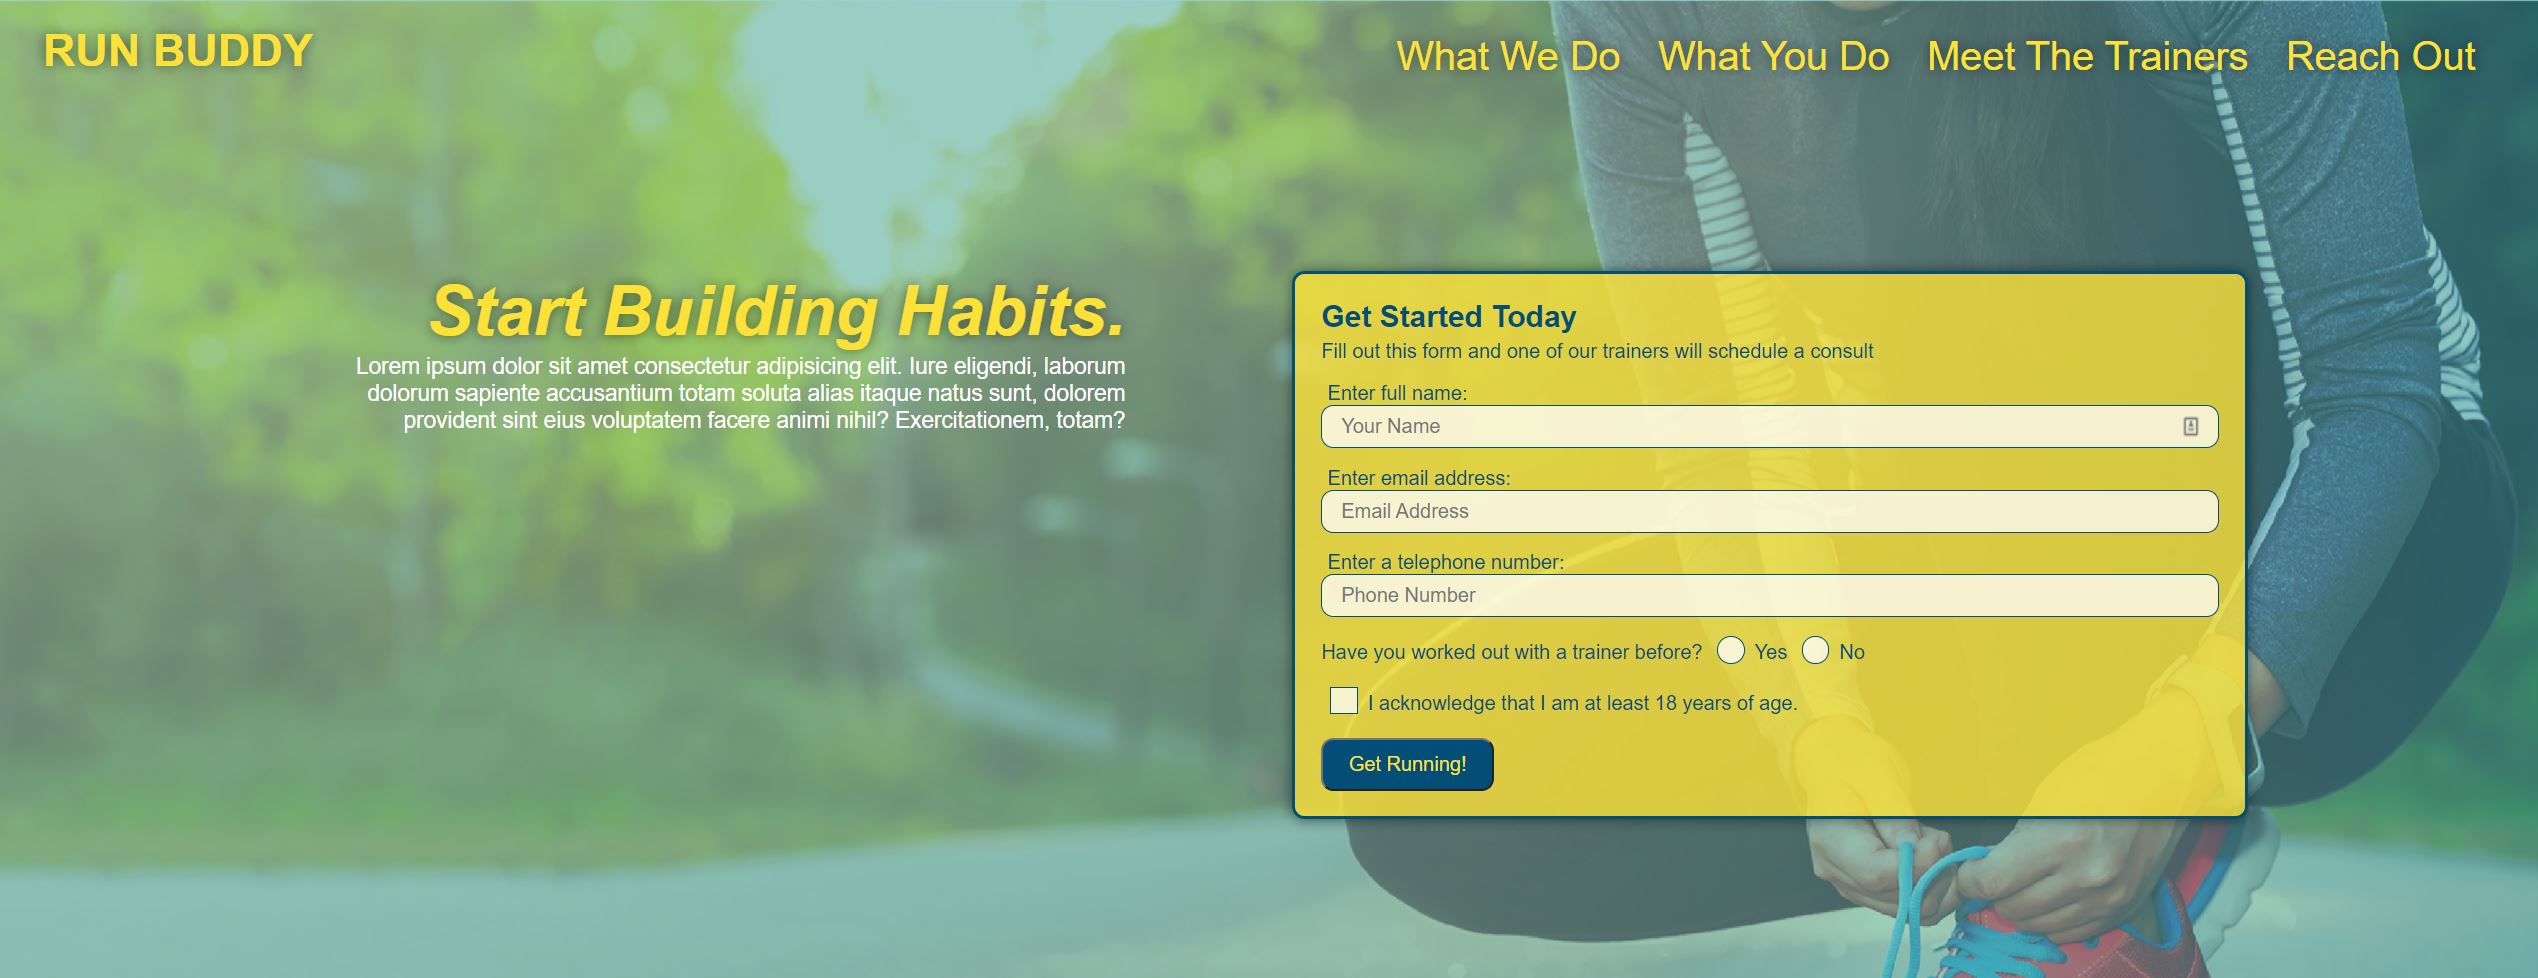 RUN BUDDY
What We Do
What You Do
Meet The Trainers
Reach Out
Start Building Habits.
Lorem ipsum dolor sit amet consectetur adipisicing elit. Iure eligendi, laborum
dolorum sapiente accusantium totam soluta alias itaque natus sunt, dolorem
provident sint eius voluptatem facere animi nihil? Exercitationem, totam?
Get Started Today
Fill out this form and one of our trainers will schedule a consult
Enter full name:
Your Name
Enter email address:
Email Address
Enter a telephone number:
Phone Number
Have you worked out with a trainer before? Yes No
I acknowledge that I am at least 18 years of age.
Get Running!